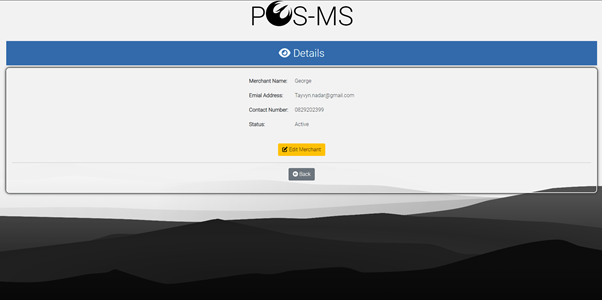 POS-MS
Details
Merchant Name: George
Emial Address: Tayvyn.nadar@gmail.com
Contact Number: 0829202399
Status: Active
Edit Merchant
Back